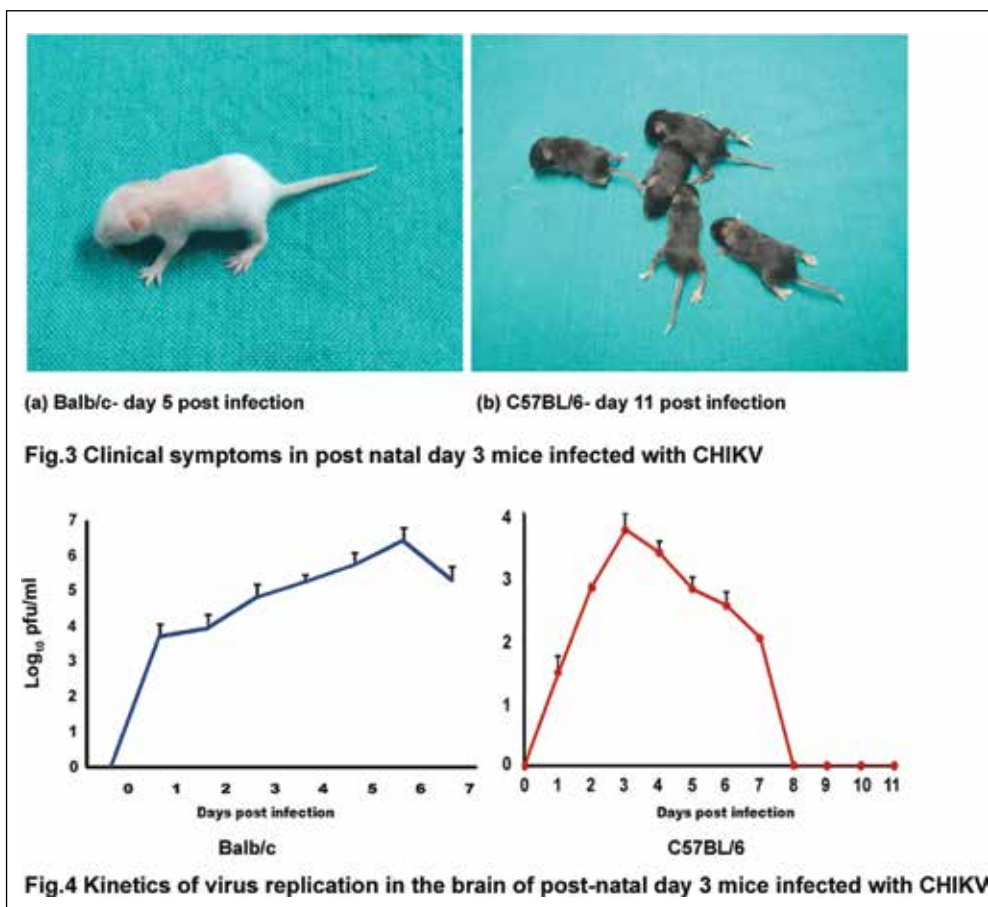 (a) Balb/c- day 5 post infection
(b) C57BL/6- day 11 post infection
Fig.3 Clinical symptoms in post natal day 3 mice infected with CHIKV
7
6
5
4
3
2
1
0
Log10 pfu/ml
0 1 2 3 4 5 6 7
Days post infection
Balb/c
4
3
2
1
0
0 1 2 3 4 5 6 7 8 9 10 11
Days post infection
C57BL/6
Fig.4 Kinetics of virus replication in the brain of post-natal day 3 mice infected with CHIKV